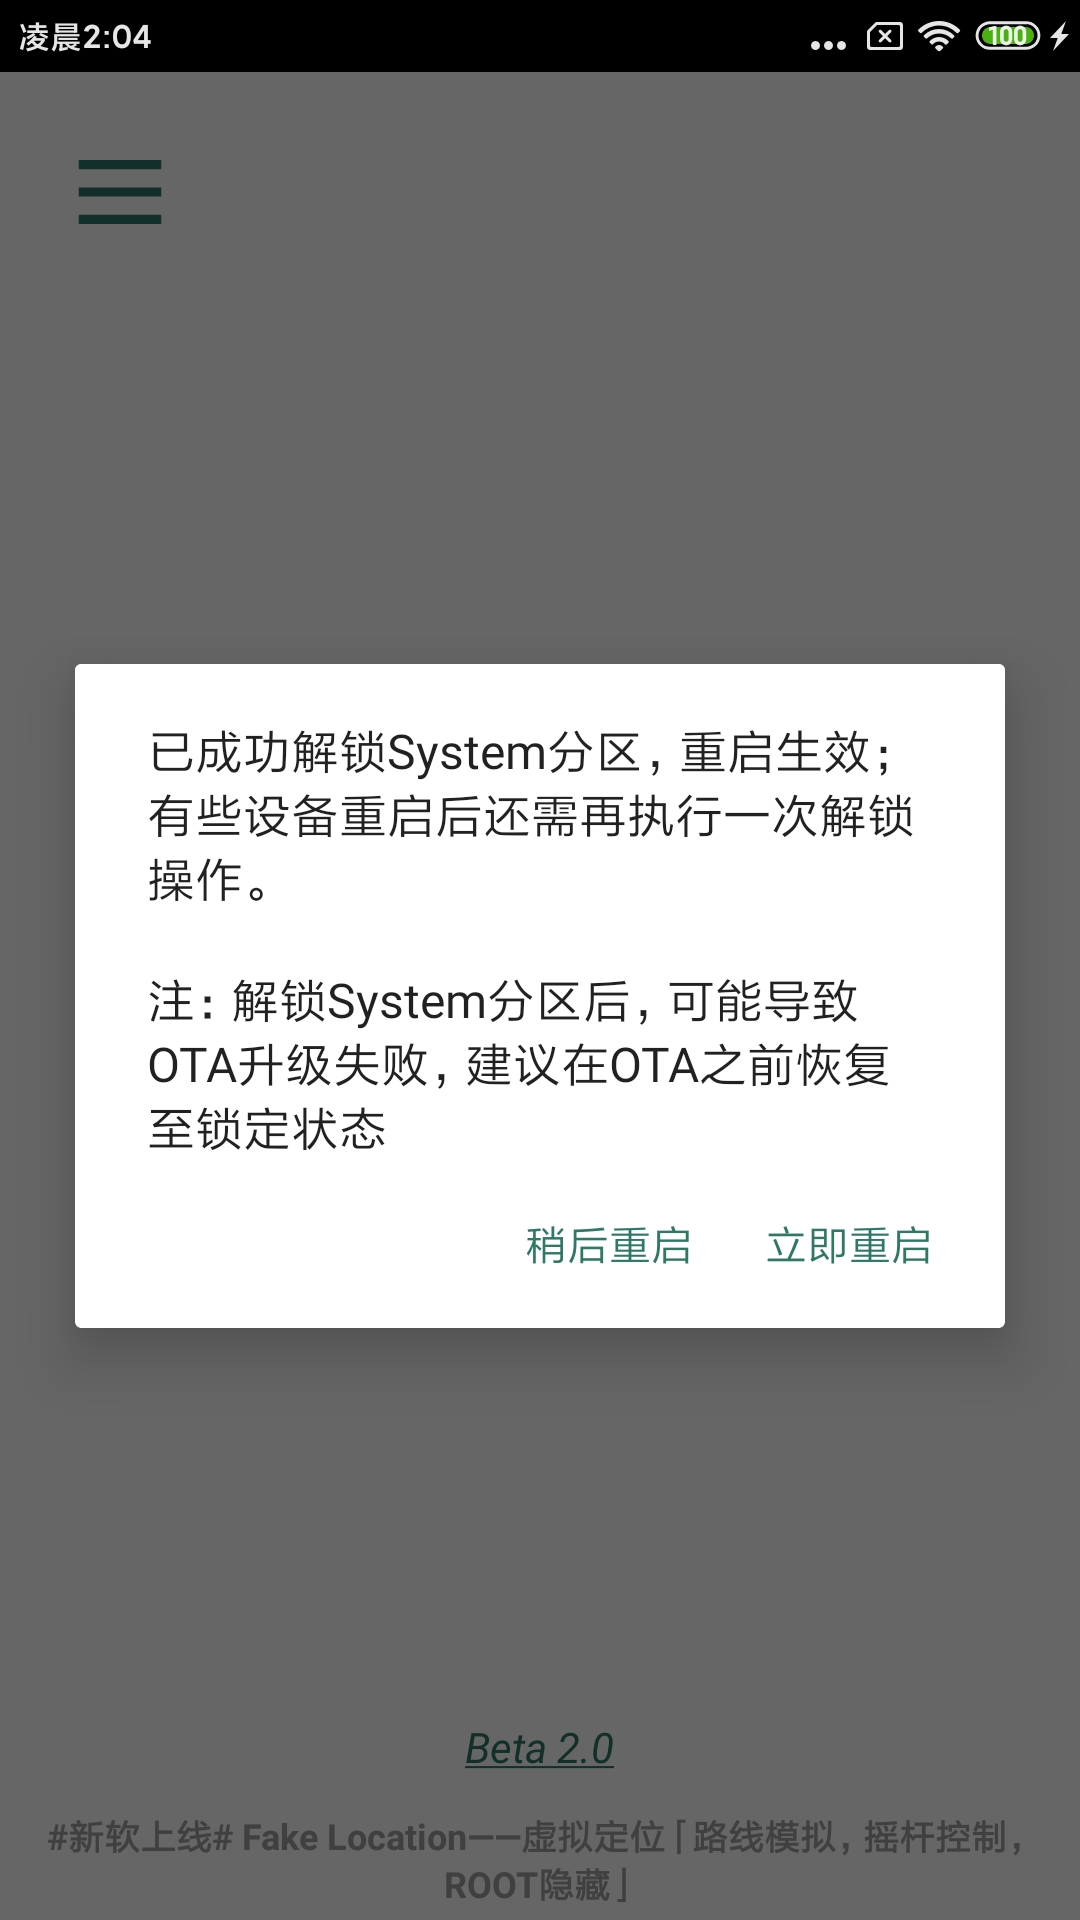 凌晨2:04
100
已成功解锁System分区，重启生效；
有些设备重启后还需再执行一次解锁
操作。
注：解锁System分区后，可能导致
OTA升级失败，建议在OTA之前恢复
至锁定状态
稍后重启 立即重启
Beta 2.0
#新软上线# Fake Location——虚拟定位「路线模拟，摇杆控制，
ROOT隐藏」